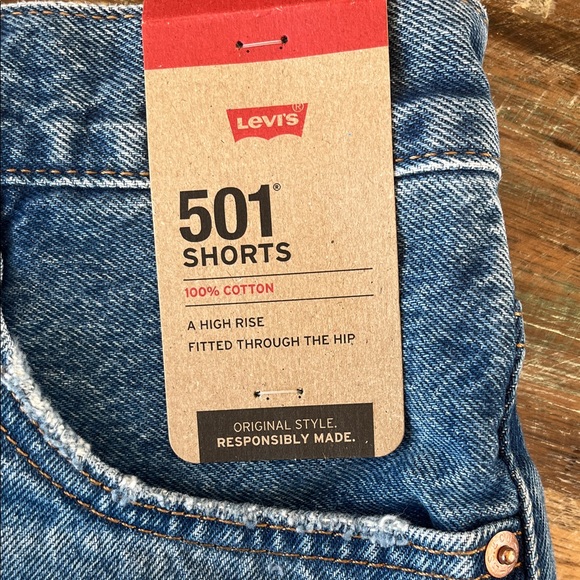 LEVI'S®
501®
SHORTS
100% COTTON
A HIGH RISE
FITTED THROUGH THE HIP
ORIGINAL STYLE.
RESPONSIBLY MADE.